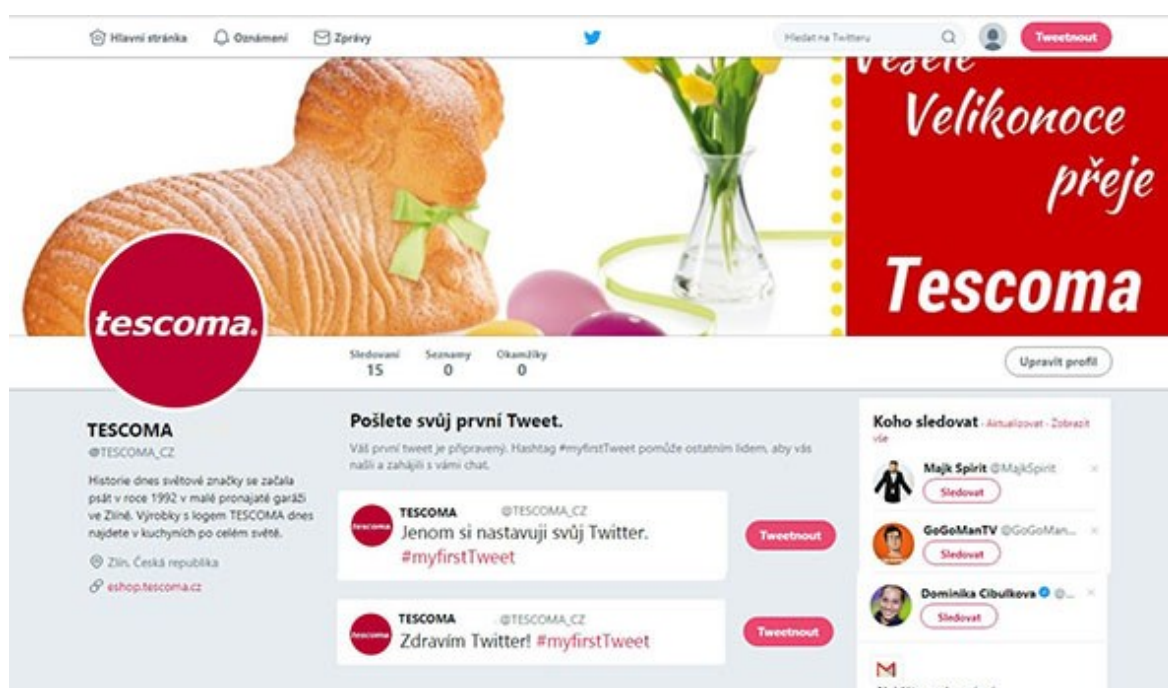 Hlavní stránka
Oznámení
Zprávy
Hledat na Twitteru
Tweetnout
Veselé
Velikonoce
přeje
Tescoma
tescoma.
Sledovaní
15
Seznamy
0
Okamžiky
0
Upravit profil
TESCOMA
@TESCOMA_CZ
Historie dnes světové značky se začala
psát v roce 1992 v malé pronajaté garáži
ve Zlíně. Výrobky s logem TESCOMA dnes
najdete v kuchyních po celém světě.
Zlín, Česká republika
eshop.tescoma.cz
Pošlete svůj první Tweet.
Váš první tweet je připravený. Hashtag #myfirstTweet pomůže ostatním lidem, aby vás
našli a zahájili s vámi chat.
tescoma
TESCOMA @TESCOMA_CZ
Jenom si nastavuji svůj Twitter.
#myfirstTweet
Tweetnout
tescoma
TESCOMA @TESCOMA_CZ
Zdravím Twitter! #myfirstTweet
Tweetnout
Koho sledovat · Aktualizovat · Zobrazit
vše
Majk Spirit @MajkSpirit
Sledovat
GoGoManTV @GoGoMan...
Sledovat
Dominika Cibulkova @...
Sledovat